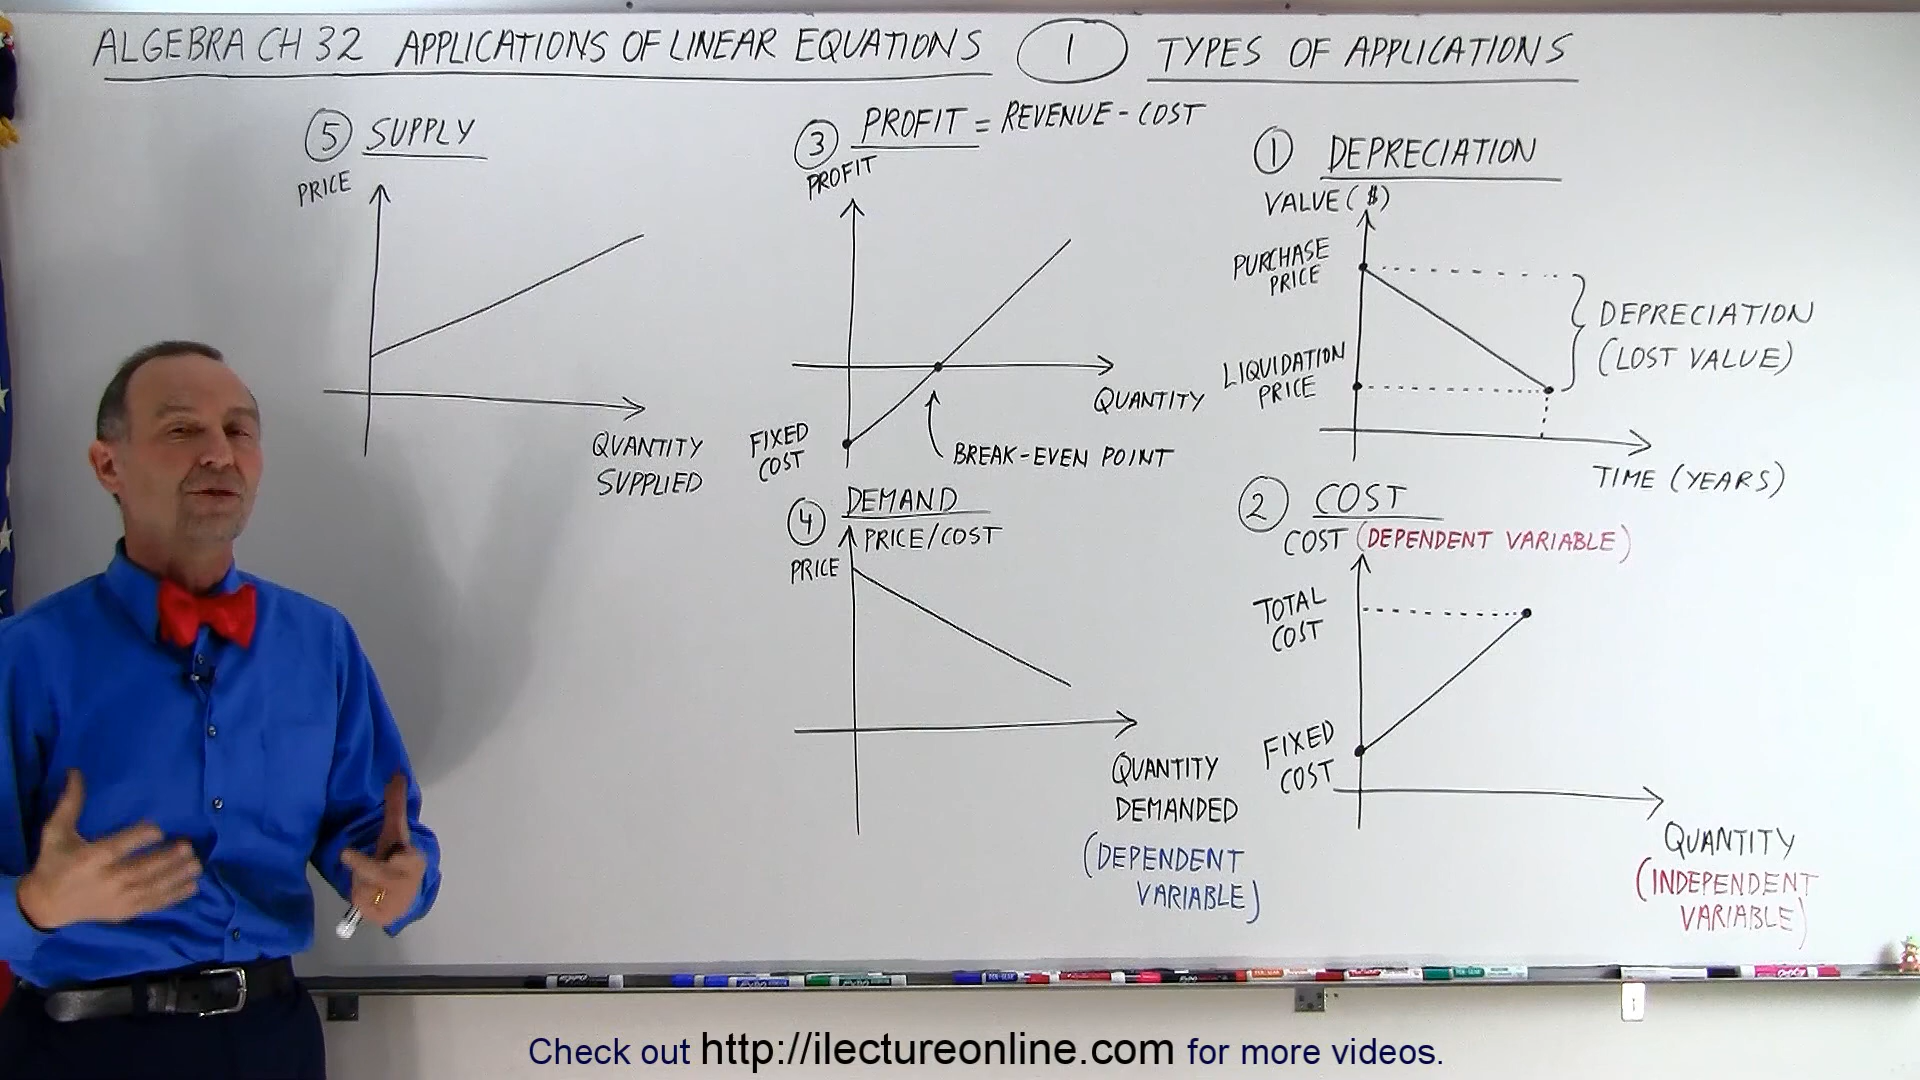 ALGEBRA CH 32 APPLICATIONS OF LINEAR EQUATIONS 1 TYPES OF APPLICATIONS
5 SUPPLY
PRICE
QUANTITY
SUPPLIED
3 PROFIT = REVENUE - COST
PROFIT
QUANTITY
FIXED
COST
BREAK-EVEN POINT
4 DEMAND
PRICE/COST
PRICE
QUANTITY
DEMANDED
(DEPENDENT
VARIABLE)
1 DEPRECIATION
VALUE ($)
PURCHASE
PRICE
DEPRECIATION
(LOST VALUE)
LIQUIDATION
PRICE
TIME (YEARS)
2 COST
COST (DEPENDENT VARIABLE)
TOTAL
COST
FIXED
COST
QUANTITY
(INDEPENDENT
VARIABLE)
Check out http://ilectureonline.com for more videos.